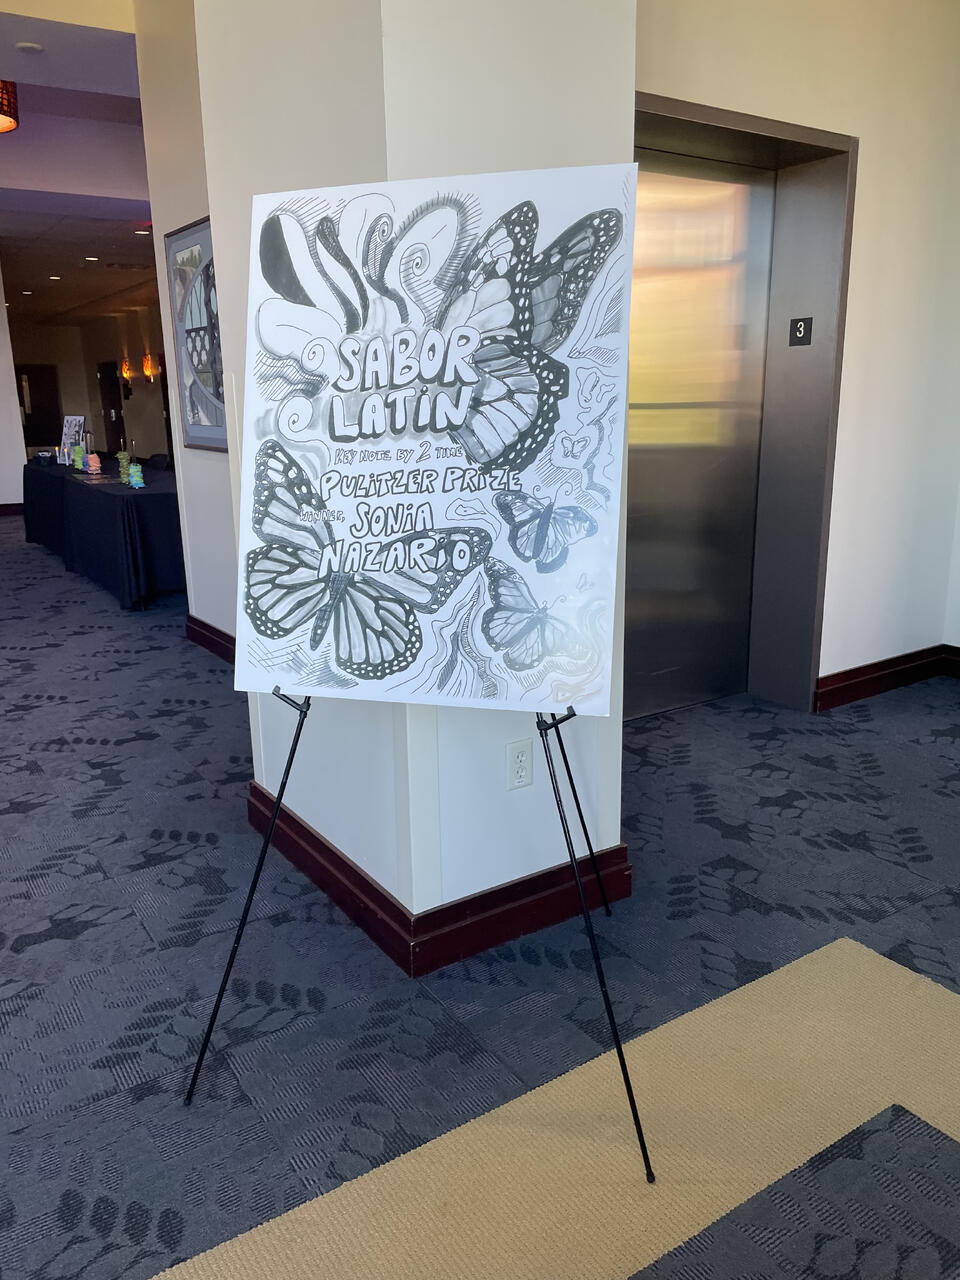 SABOR
LATIN
KEY NOTE BY 2 TIME
PULITZER PRIZE
WINNER, SONIA
NAZARIO
3